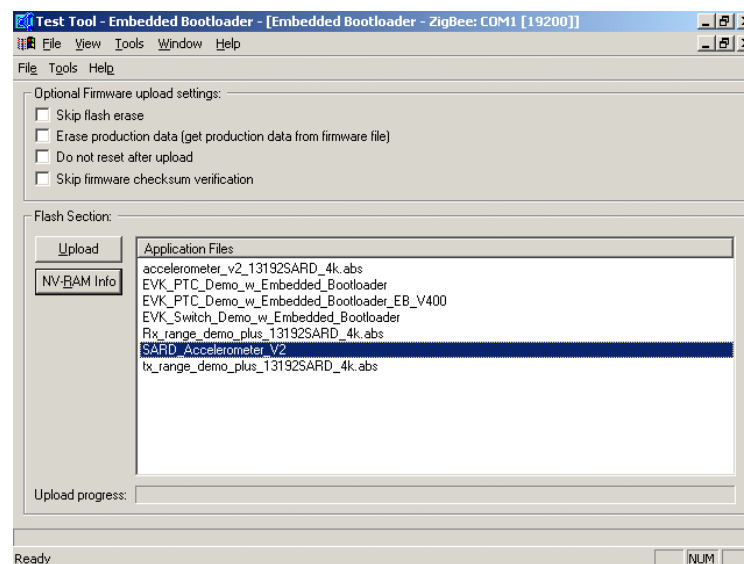 Test Tool - Embedded Bootloader - [Embedded Bootloader - ZigBee: COM1 [19200]]
File View Tools Window Help
File Tools Help
Optional Firmware upload settings:
Skip flash erase
Erase production data (get production data from firmware file)
Do not reset after upload
Skip firmware checksum verification
Flash Section:
Upload
NV-RAM Info
Application Files
accelerometer_v2_13192SARD_4k.abs
EVK_PTC_Demo_w_Embedded_Bootloader
EVK_PTC_Demo_w_Embedded_Bootloader_EB_V400
EVK_Switch_Demo_w_Embedded_Bootloader
Rx_range_demo_plus_13192SARD_4k.abs
SARD_Accelerometer_V2
tx_range_demo_plus_13192SARD_4k.abs
Upload progress:
Ready
NUM